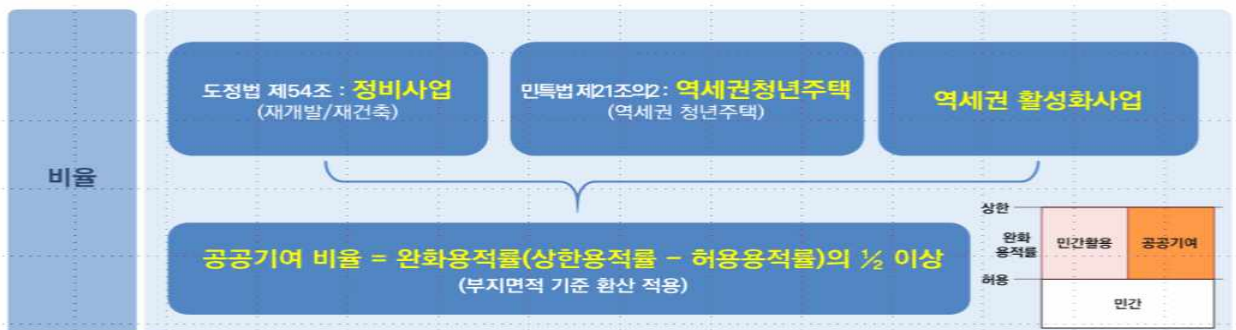 비율
도정법 제54조 : 정비사업
(재개발/재건축)
민특법 제21조의2 : 역세권청년주택
(역세권 청년주택)
역세권 활성화사업
공공기여 비율 = 완화용적률(상한용적률 - 허용용적률)의 ½ 이상
(부지면적 기준 환산 적용)
상한
완화
용적률
허용
민간활용
공공기여
민간